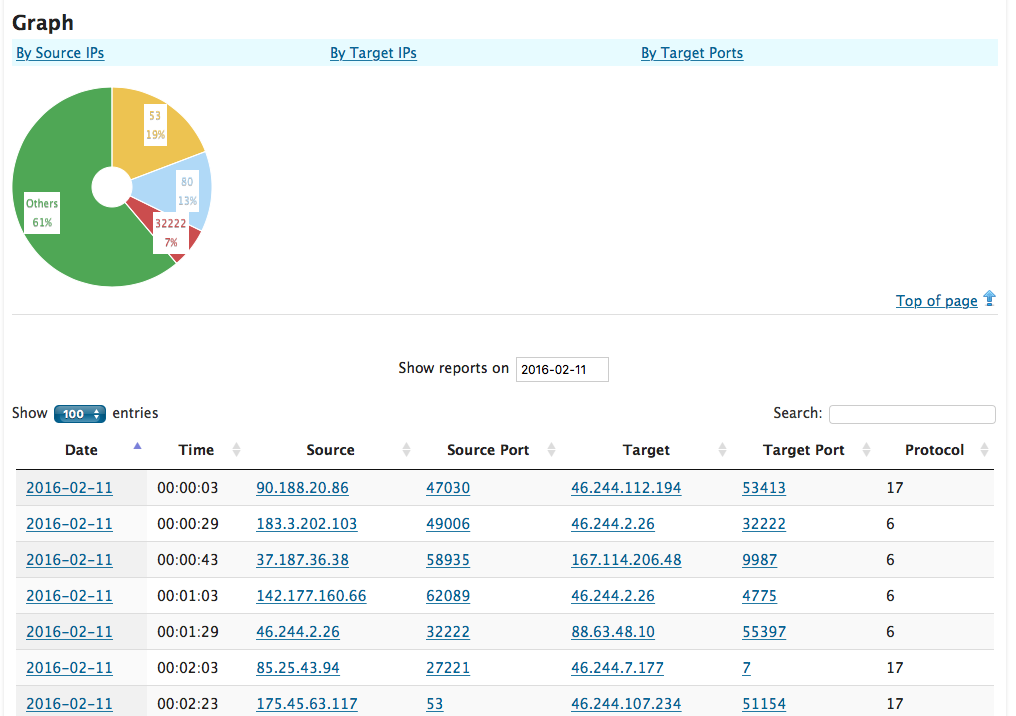 Graph
By Source IPs By Target IPs By Target Ports
53
19%
80
13%
Others
61%
32222
7%
Top of page
Show reports on 2016-02-11
Show 100 entries Search:
Date Time Source Source Port Target Target Port Protocol
2016-02-11 00:00:03 90.188.20.86 47030 46.244.112.194 53413 17
2016-02-11 00:00:29 183.3.202.103 49006 46.244.2.26 32222 6
2016-02-11 00:00:43 37.187.36.38 58935 167.114.206.48 9987 6
2016-02-11 00:01:03 142.177.160.66 62089 46.244.2.26 4775 6
2016-02-11 00:01:29 46.244.2.26 32222 88.63.48.10 55397 6
2016-02-11 00:02:03 85.25.43.94 27221 46.244.7.177 7 17
2016-02-11 00:02:23 175.45.63.117 53 46.244.107.234 51154 17